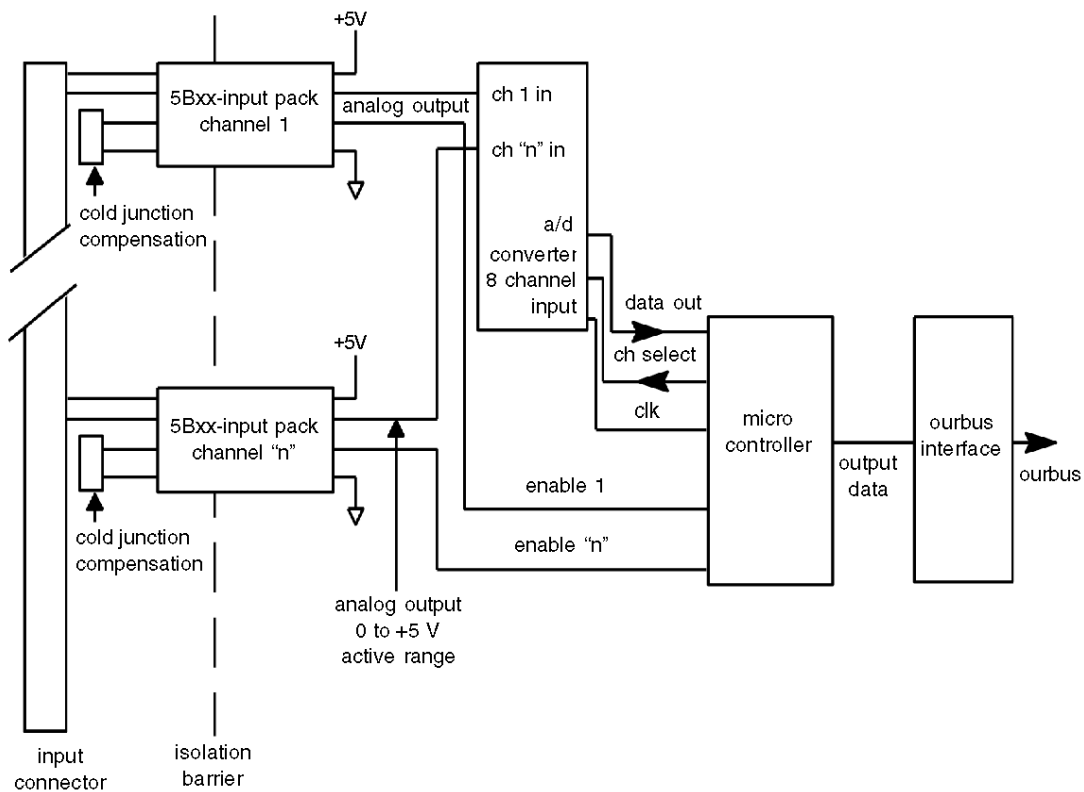 +5V
5Bxx-input pack
channel 1
analog output
ch 1 in
ch “n” in
cold junction
compensation
a/d
converter
8 channel
input
data out
ch select
clk
+5V
5Bxx-input pack
channel “n”
micro
controller
ourbus
interface
output
data
ourbus
enable 1
enable “n”
cold junction
compensation
analog output
0 to +5 V
active range
input
connector
isolation
barrier